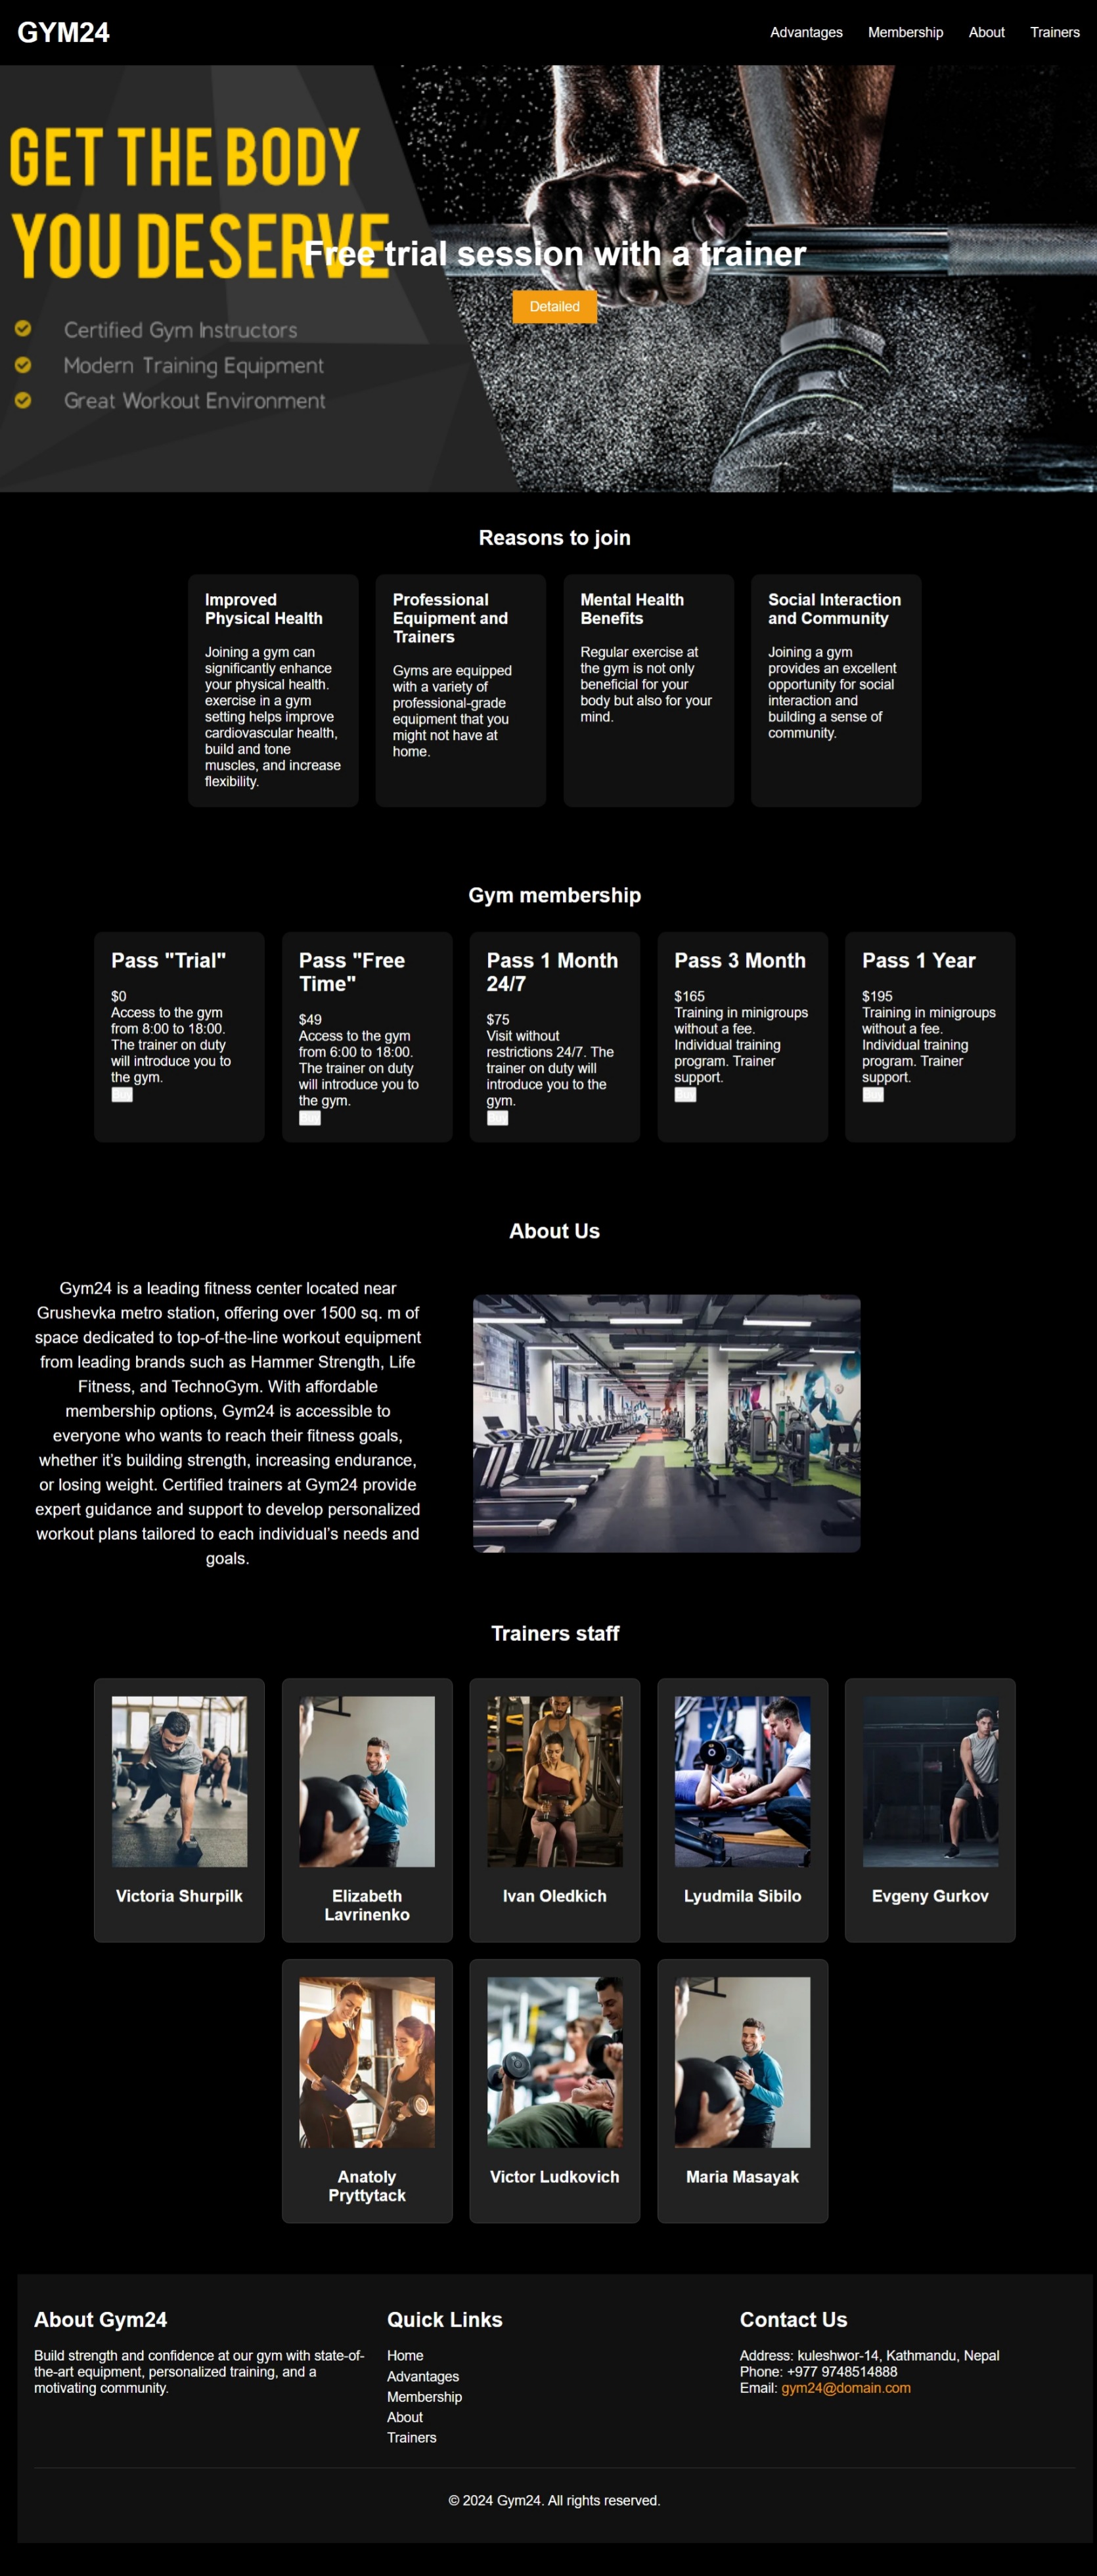 GYM24
Advantages Membership About Trainers
GET THE BODY
YOU DESERVE
Free trial session with a trainer
Detailed
Certified Gym Instructors
Modern Training Equipment
Great Workout Environment
Reasons to join
Improved
Physical Health
Joining a gym can
significantly enhance
your physical health.
exercise in a gym
setting helps improve
cardiovascular health,
build and tone
muscles, and increase
flexibility.
Professional
Equipment and
Trainers
Gyms are equipped
with a variety of
professional-grade
equipment that you
might not have at
home.
Mental Health
Benefits
Regular exercise at
the gym is not only
beneficial for your
body but also for your
mind.
Social Interaction
and Community
Joining a gym
provides an excellent
opportunity for social
interaction and
building a sense of
community.
Gym membership
Pass "Trial"
$0
Access to the gym
from 8:00 to 18:00.
The trainer on duty
will introduce you to
the gym.
Pass "Free
Time"
$49
Access to the gym
from 6:00 to 18:00.
The trainer on duty
will introduce you to
the gym.
Pass 1 Month
24/7
$75
Visit without
restrictions 24/7. The
trainer on duty will
introduce you to the
gym.
Pass 3 Month
$165
Training in minigroups
without a fee.
Individual training
program. Trainer
support.
Pass 1 Year
$195
Training in minigroups
without a fee.
Individual training
program. Trainer
support.
About Us
Gym24 is a leading fitness center located near
Grushevka metro station, offering over 1500 sq. m of
space dedicated to top-of-the-line workout equipment
from leading brands such as Hammer Strength, Life
Fitness, and TechnoGym. With affordable
membership options, Gym24 is accessible to
everyone who wants to reach their fitness goals,
whether it's building strength, increasing endurance,
or losing weight. Certified trainers at Gym24 provide
expert guidance and support to develop personalized
workout plans tailored to each individual's needs and
goals.
Trainers staff
Victoria Shurpilk
Elizabeth
Lavrinenko
Ivan Oledkich
Lyudmila Sibilo
Evgeny Gurkov
Anatoly
Pryttytack
Victor Ludkovich
Maria Masayak
About Gym24
Build strength and confidence at our gym with state-of-
the-art equipment, personalized training, and a
motivating community.
Quick Links
Home
Advantages
Membership
About
Trainers
Contact Us
Address: kuleshwor-14, Kathmandu, Nepal
Phone: +977 9748514888
Email: gym24@domain.com
© 2024 Gym24. All rights reserved.